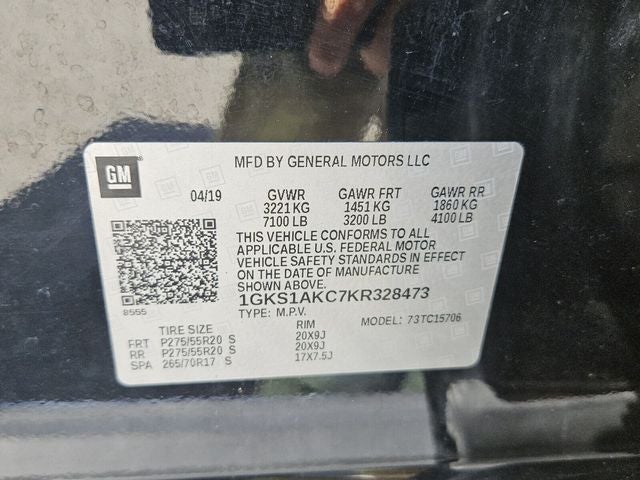 GM
MFD BY GENERAL MOTORS LLC
04/19 GVWR GAWR FRT GAWR RR
3221 KG 1451 KG 1860 KG
7100 LB 3200 LB 4100 LB
THIS VEHICLE CONFORMS TO ALL
APPLICABLE U.S. FEDERAL MOTOR
VEHICLE SAFETY STANDARDS IN EFFECT
ON THE DATE OF MANUFACTURE
SHOWN ABOVE.
8555
1GKS1AKC7KR328473
TYPE: M.P.V. MODEL: 73TC15706
TIRE SIZE RIM
FRT P275/55R20 S 20X9J
RR P275/55R20 S 20X9J
SPA 265/70R17 S 17X7.5J